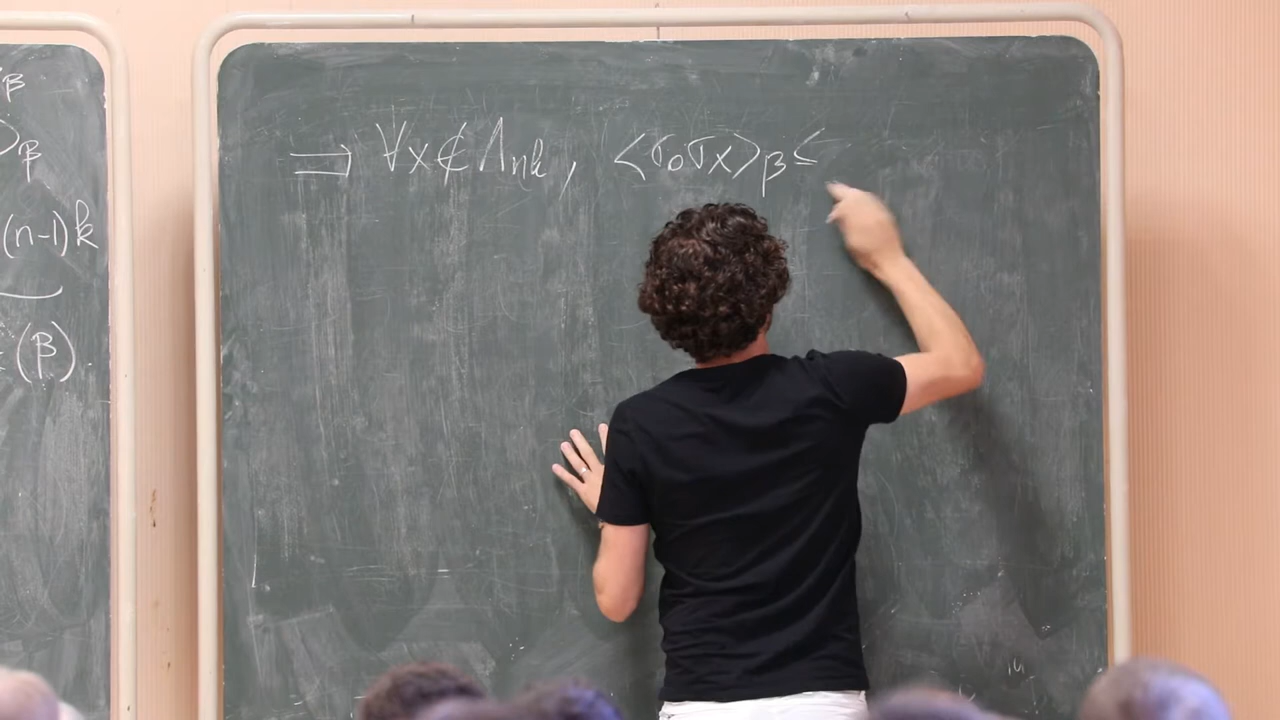 β
⟩β
(n-1)k
(β)
⟹ ∀x∉Λnk, ⟨σ0σx⟩β ≤